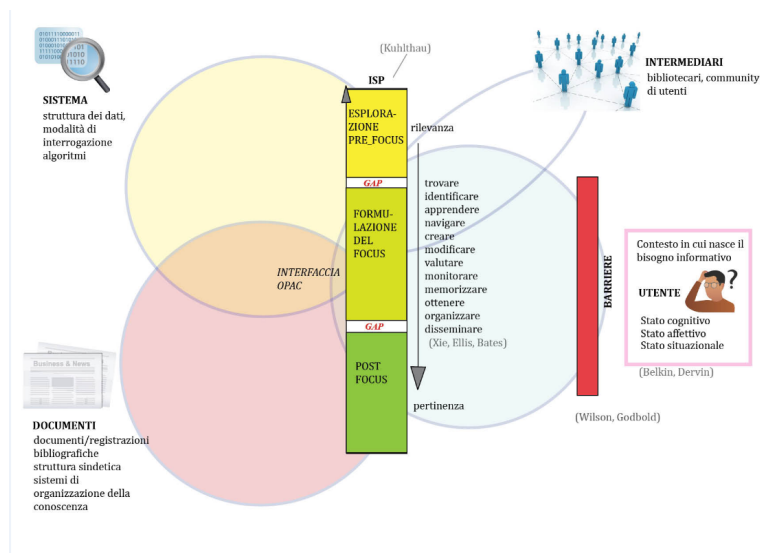 01011110000011
(Kuhlthau)
ISP
SISTEMA
struttura dei dati,
modalità di
interrogazione
algoritmi
INTERMEDIARI
bibliotecari, community
di utenti
ESPLORA-
ZIONE
PRE_FOCUS
rilevanza
GAP
FORMU-
LAZIONE
DEL
FOCUS
INTERFACCIA
OPAC
GAP
POST
FOCUS
trovare
identificare
apprendere
navigare
creare
modificare
valutare
monitorare
memorizzare
ottenere
organizzare
disseminare
(Xie, Ellis, Bates)
pertinenza
BARRIERE
(Wilson, Godbold)
Contesto in cui nasce il
bisogno informativo
?
UTENTE
Stato cognitivo
Stato affettivo
Stato situazionale
(Belkin, Dervin)
Business & News
DOCUMENTI
documenti/registrazioni
bibliografiche
struttura sindetica
sistemi di
organizzazione della
conoscenza